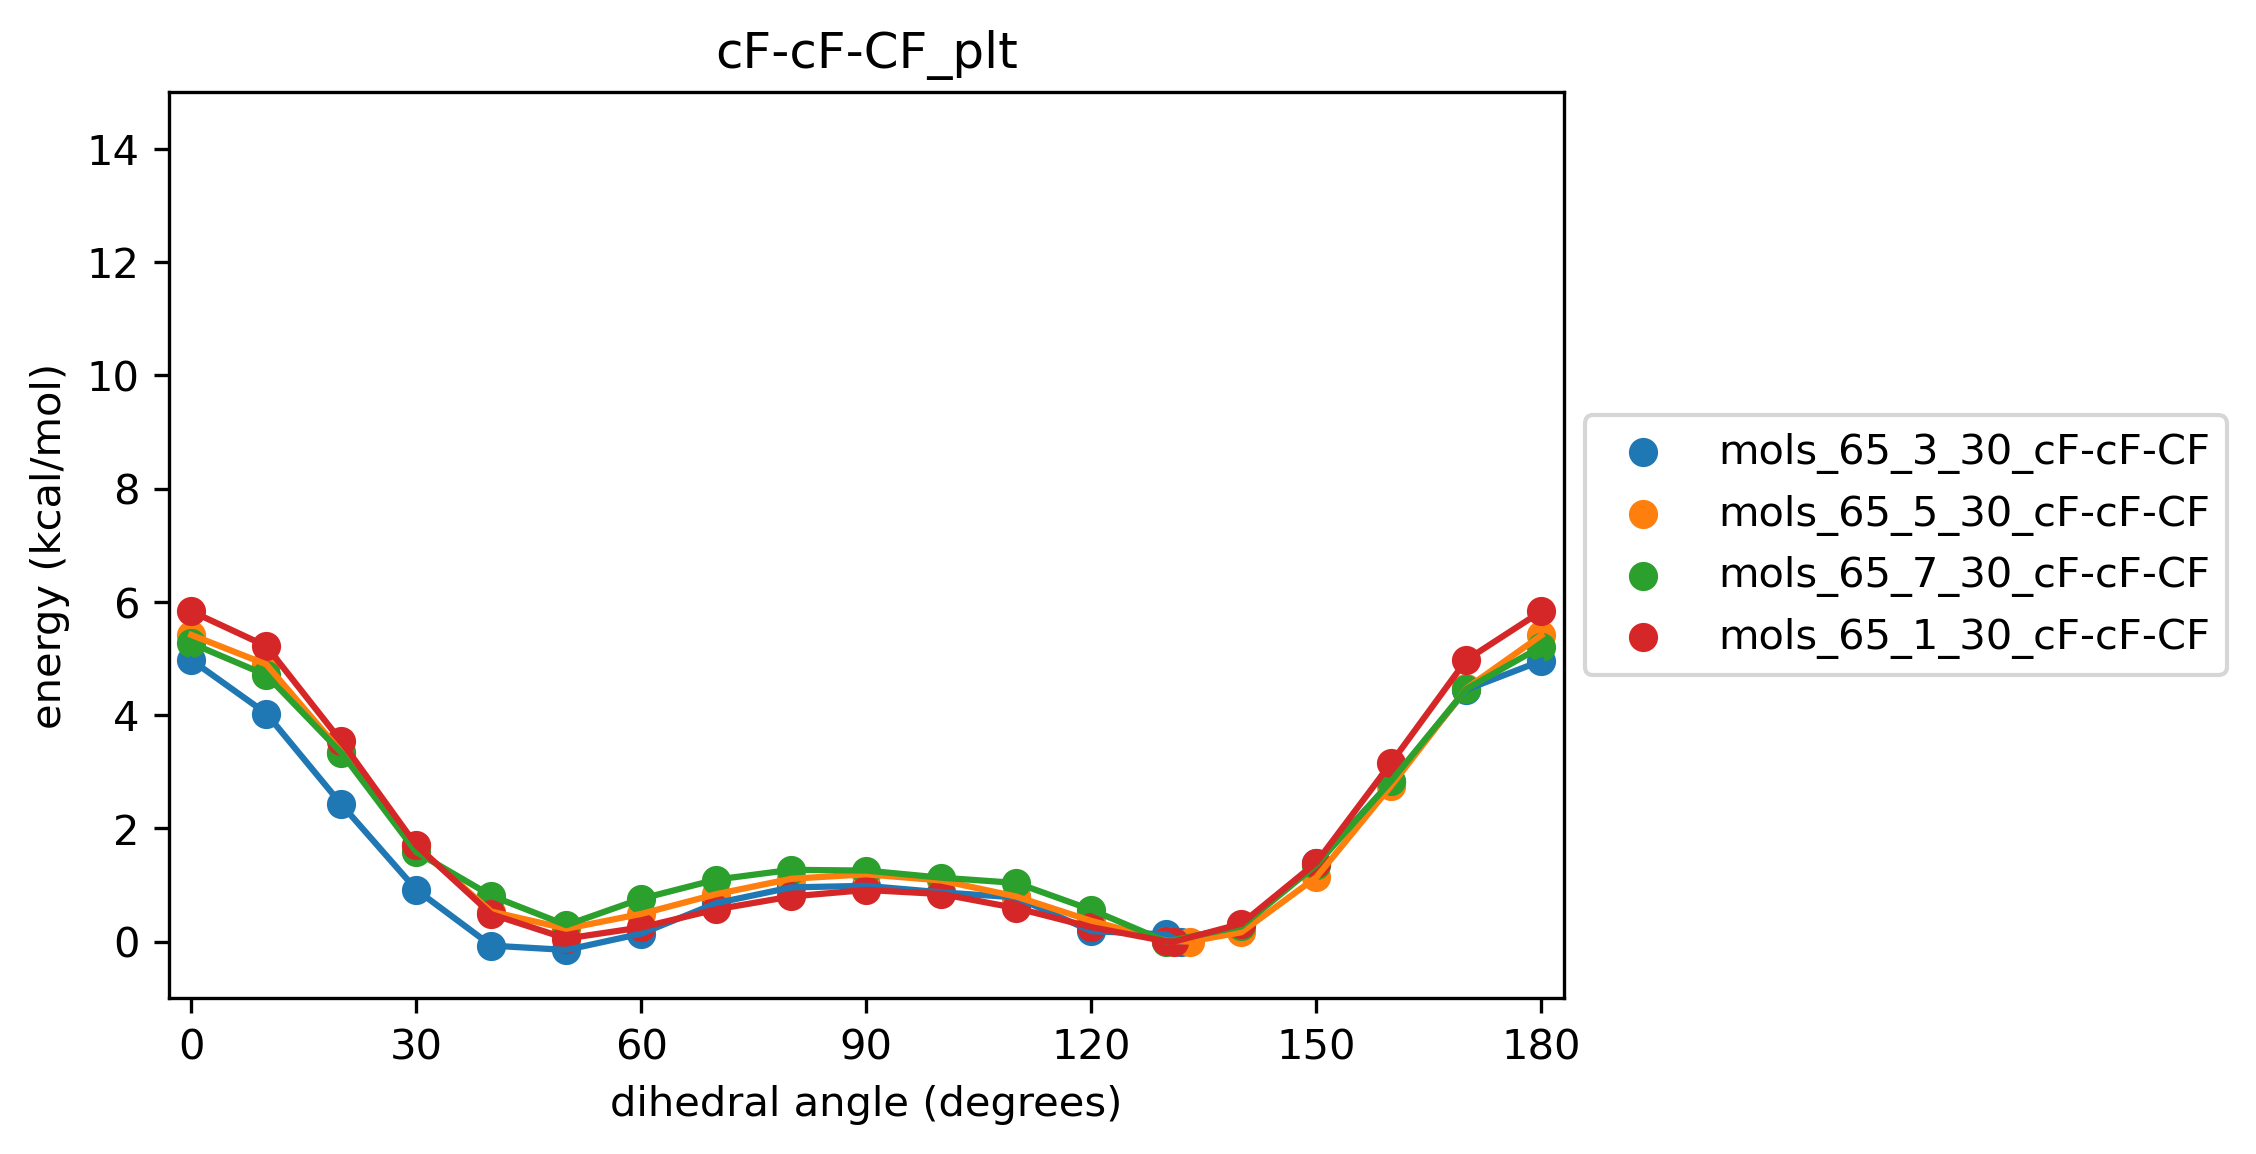 cF-cF-CF_plt
energy (kcal/mol)
14
12
10
8
6
4
2
0
0 30 60 90 120 150 180
dihedral angle (degrees)
mols_65_3_30_cF-cF-CF
mols_65_5_30_cF-cF-CF
mols_65_7_30_cF-cF-CF
mols_65_1_30_cF-cF-CF